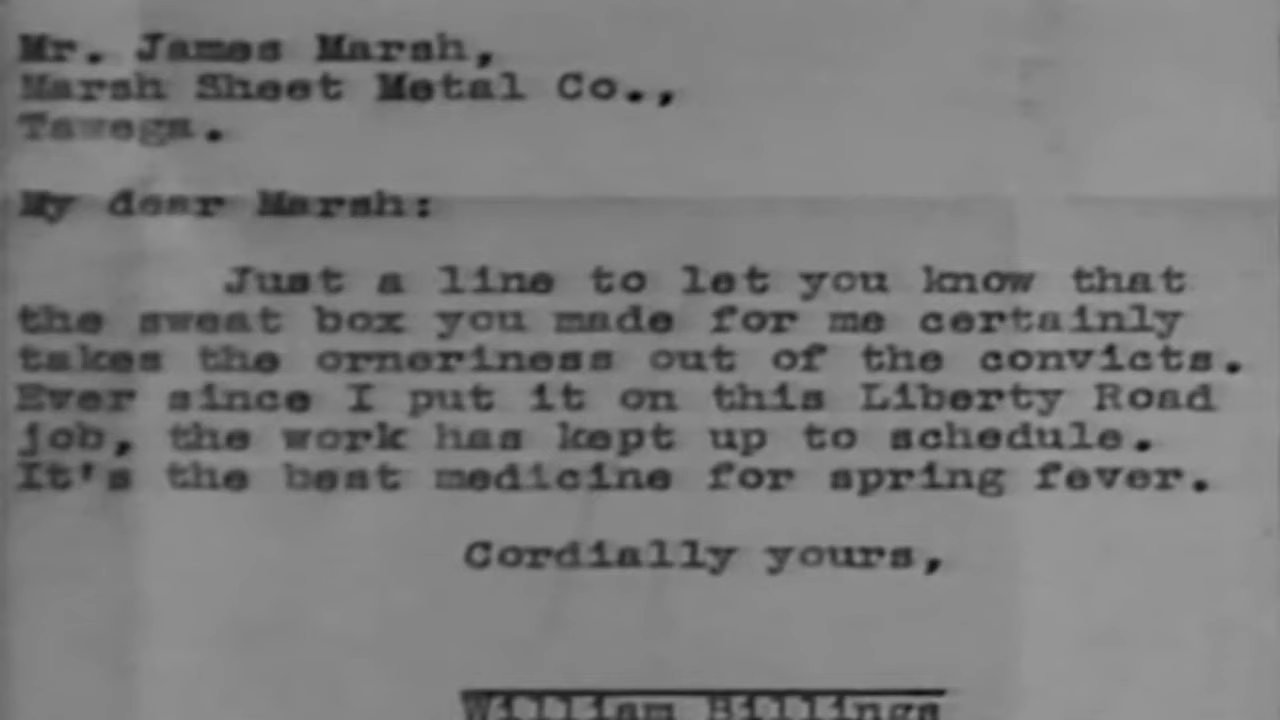 Mr. James Marsh,
Marsh Sheet Metal Co.,
Tawega.
My dear Marsh:
Just a line to let you know that
the sweat box you made for me certainly
takes the orneriness out of the convicts.
Ever since I put it on this Liberty Road
job, the work has kept up to schedule.
It's the best medicine for spring fever.
Cordially yours,
William Billings